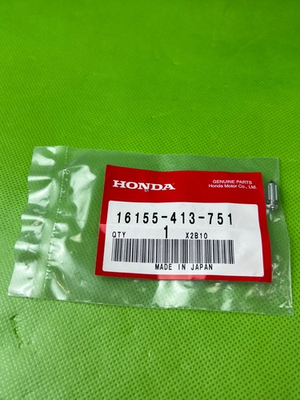 HONDA
GENUINE PARTS
Honda Motor Co., Ltd.
16155-413-751
QTY 1 X2B10
MADE IN JAPAN